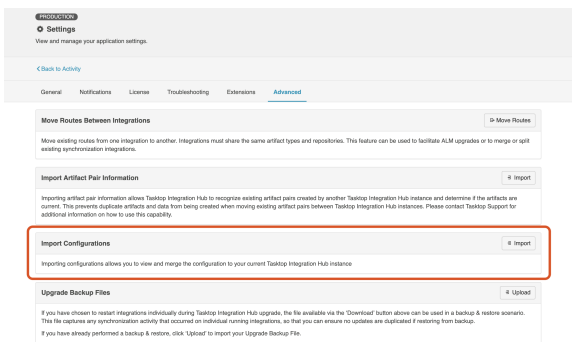 PRODUCTION
Settings
View and manage your application settings.
Back to Activity
General Notifications License Troubleshooting Extensions Advanced
Move Routes Between Integrations Move Routes
Move existing routes from one integration to another. Integrations must share the same artifact types and repositories. This feature can be used to facilitate ALM upgrades or to merge or split
existing synchronization integrations.
Import Artifact Pair Information Import
Importing artifact pair information allows Tasktop Integration Hub to recognize existing artifact pairs created by another Tasktop Integration Hub instance and determine if the artifacts are
current. This prevents duplicate artifacts and data from being created when moving existing artifact pairs between Tasktop Integration Hub instances. Please contact Tasktop Support for
additional information on how to use this capability.
Import Configurations Import
Importing configurations allows you to view and merge the configuration to your current Tasktop Integration Hub instance
Upgrade Backup Files Upload
If you have chosen to restart integrations individually during Tasktop Integration Hub upgrade, the file available via the 'Download' button above can be used in a backup & restore scenario.
This file captures any synchronization activity that occurred on individual running integrations, so that you can ensure no updates are duplicated if restoring from backup.
If you have already performed a backup & restore, click 'Upload' to import your Upgrade Backup File.